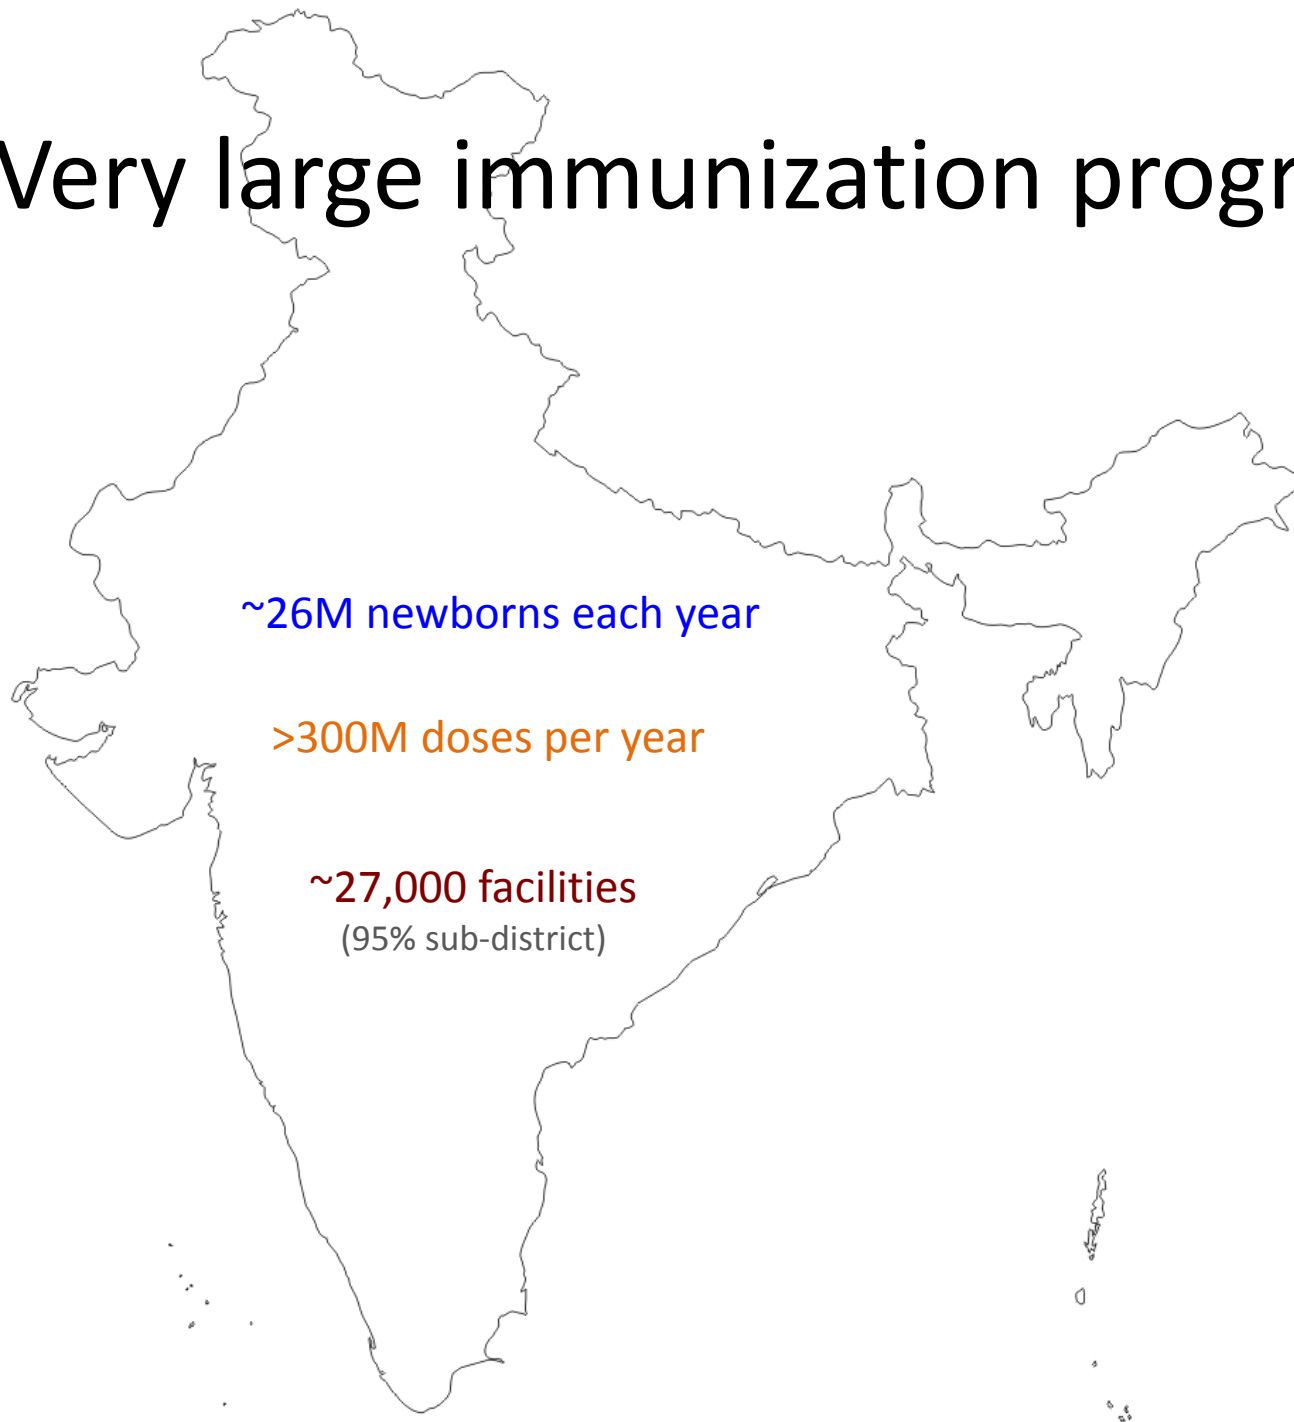 Very large immunization progr
~26M newborns each year
>300M doses per year
~27,000 facilities
(95% sub-district)